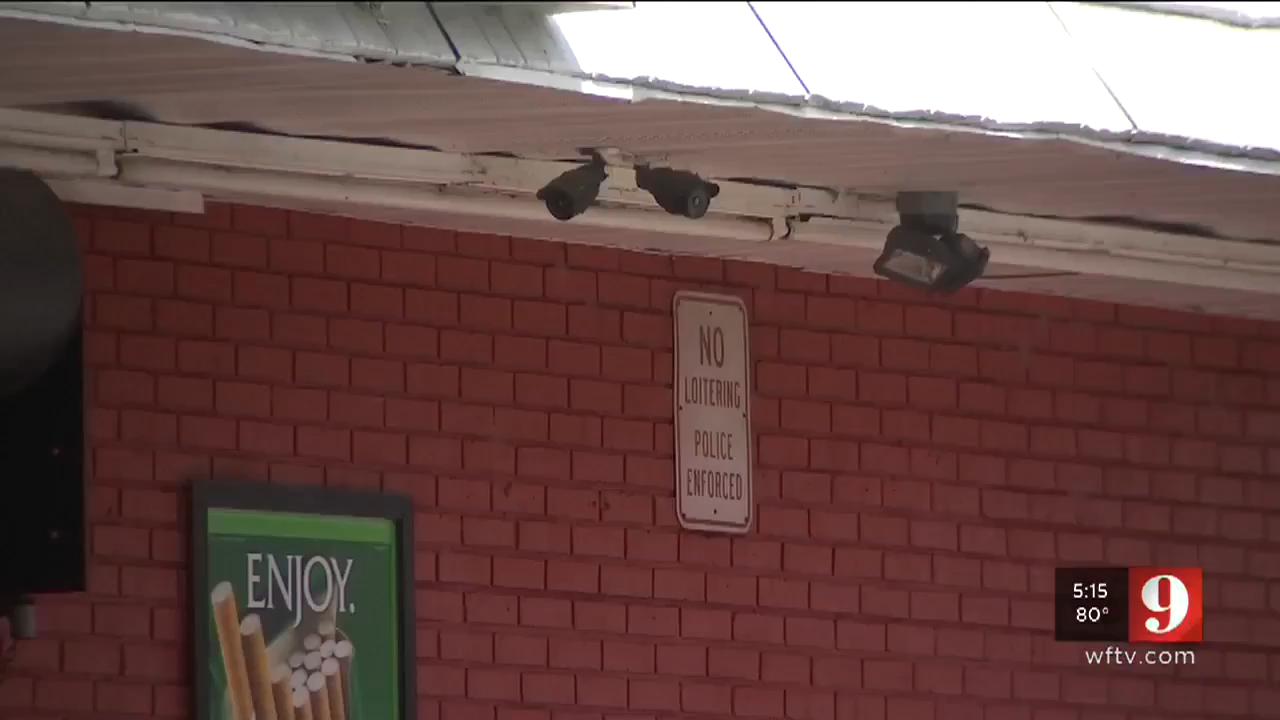 NO
LOITERING
POLICE
ENFORCED
ENJOY.
5:15
80°
9
wftv.com